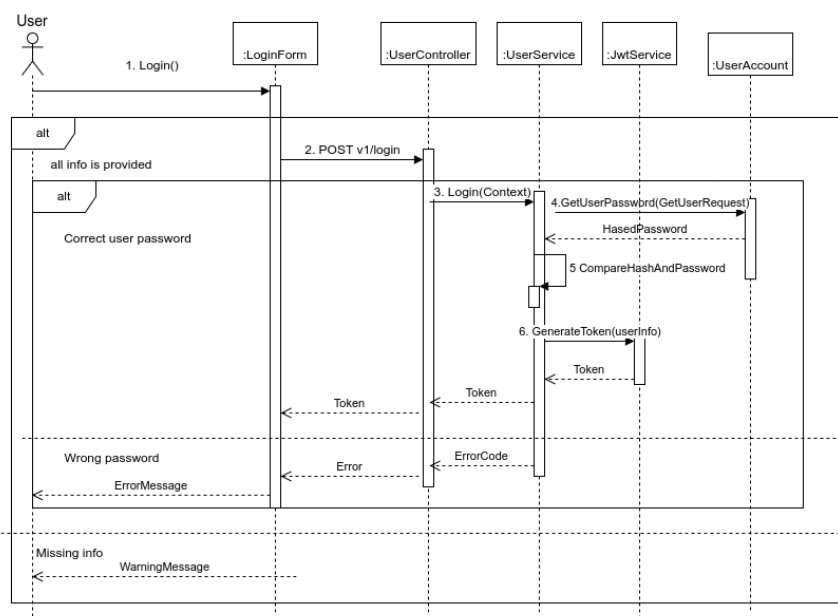 User
:LoginForm
:UserController
:UserService
:JwtService
:UserAccount
1. Login()
alt
all info is provided
2. POST v1/login
alt
3. Login(Context)
4.GetUserPassword(GetUserRequest)
HasedPassword
Correct user password
5 CompareHashAndPassword
6. GenerateToken(userInfo)
Token
Token
Token
Wrong password
ErrorCode
Error
ErrorMessage
Missing info
WarningMessage